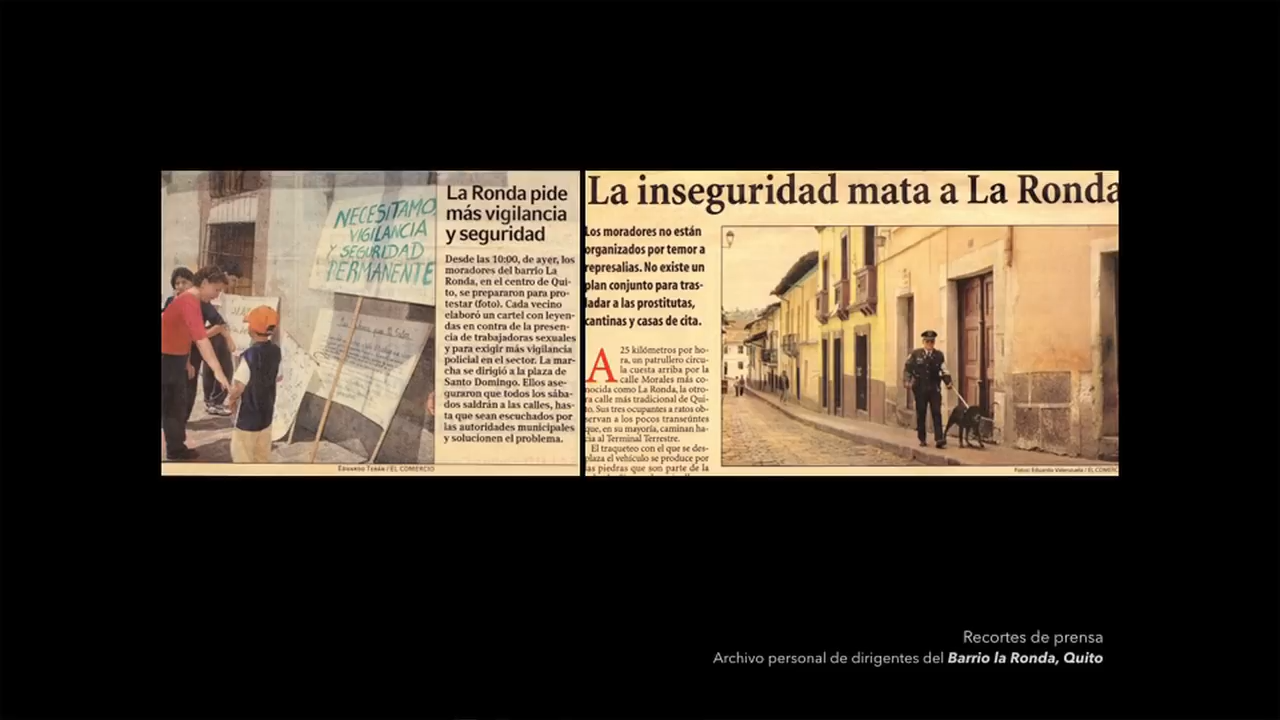 NECESITAMO
VIGILANCIA
Y SEGURIDAD
PERMANENTE
EDUARDO TERÁN / EL COMERCIO
La Ronda pide
más vigilancia
y seguridad
Desde las 10:00, de ayer, los
moradores del barrio La
Ronda, en el centro de Qui-
to, se prepararon para pro-
testar (foto). Cada vecino
elaboró un cartel con leyen-
das en contra de la presen-
cia de trabajadoras sexuales
y para exigir más vigilancia
policial en el sector. La mar-
cha se dirigió a la plaza de
Santo Domingo. Ellos ase-
guraron que todos los sába-
dos saldrán a las calles, has-
ta que sean escuchados por
las autoridades municipales
y solucionen el problema.
La inseguridad mata a La Ronda
Los moradores no están
organizados por temor a
represalias. No existe un
plan conjunto para tras-
ladar a las prostitutas,
cantinas y casas de cita.
A 25 kilómetros por ho-
ra, un patrullero circu-
la cuesta arriba por la
calle Morales más co-
nocida como La Ronda, la otro-
ra calle más tradicional de Qui-
to. Sus tres ocupantes a ratos ob-
servan a los pocos transeúntes
que, en su mayoría, caminan ha-
cia al Terminal Terrestre.
El traqueteo con el que se des-
plaza el vehículo se produce por
las piedras que son parte de la
Fotos: Eduardo Valenzuela / EL COMERC
Recortes de prensa
Archivo personal de dirigentes del Barrio la Ronda, Quito